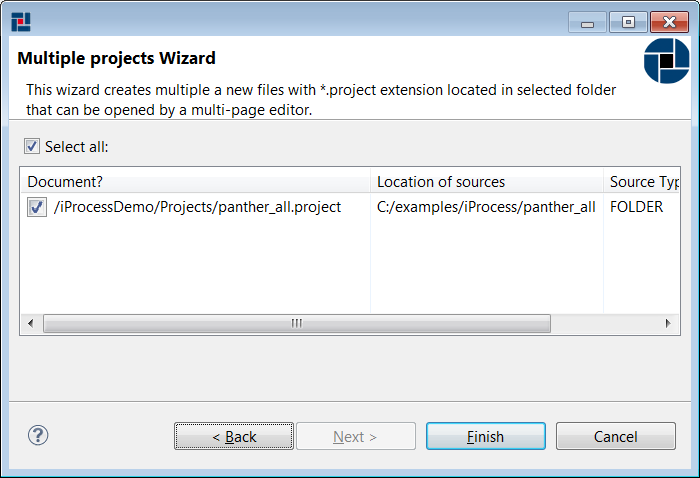 Multiple projects Wizard
This wizard creates multiple a new files with *.project extension located in selected folder
that can be opened by a multi-page editor.
Select all:
Document? Location of sources Source Typ
/iProcessDemo/Projects/panther_all.project C:/examples/iProcess/panther_all FOLDER
? < Back Next > Finish Cancel